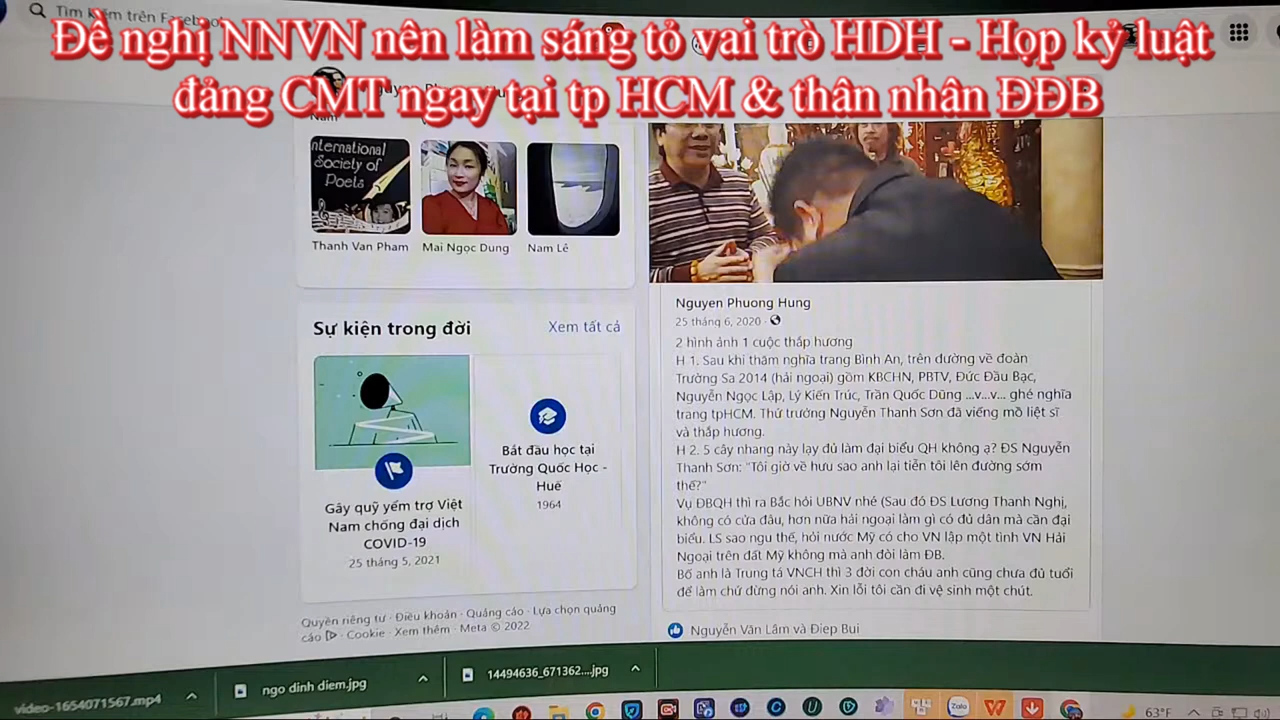 Tìm kiếm trên Facebook
Đề nghị NNVN nên làm sáng tỏ vai trò HDH - Họp kỷ luật
đảng CMT ngay tại tp HCM & thân nhân ĐĐB
Nam
International
Society of
Poets
Thanh Van Pham
Mai Ngọc Dung
Nam Lê
Sự kiện trong đời
Xem tất cả
Gây quỹ yểm trợ Việt
Nam chống đại dịch
COVID-19
25 tháng 5, 2021
Bắt đầu học tại
Trường Quốc Học -
Huế
1964
Quyền riêng tư · Điều khoản · Quảng cáo · Lựa chọn quảng
cáo · Cookie · Xem thêm · Meta © 2022
Nguyen Phuong Hung
25 tháng 6, 2020 ·
2 hình ảnh 1 cuộc thắp hương
H 1. Sau khi thăm nghĩa trang Bình An, trên đường về đoàn
Trường Sa 2014 (hải ngoại) gồm KBCHN, PBTV, Đức Đầu Bạc,
Nguyễn Ngọc Lập, Lý Kiến Trúc, Trần Quốc Dũng ...v...v... ghé nghĩa
trang tpHCM. Thứ trưởng Nguyễn Thanh Sơn đã viếng mồ liệt sĩ
và thắp hương.
H 2. 5 cây nhang này lạy đủ làm đại biểu QH không ạ? ĐS Nguyễn
Thanh Sơn: "Tôi giờ về hưu sao anh lại tiễn tôi lên đường sớm
thế?"
Vụ ĐBQH thì ra Bắc hỏi UBNV nhé (Sau đó ĐS Lương Thanh Nghị,
không có cửa đâu, hơn nữa hải ngoại làm gì có đủ dân mà cần đại
biểu. LS sao ngu thế, hỏi nước Mỹ có cho VN lập một tỉnh VN Hải
Ngoại trên đất Mỹ không mà anh đòi làm ĐB.
Bố anh là Trung tá VNCH thì 3 đời con cháu anh cũng chưa đủ tuổi
để làm chứ đừng nói anh. Xin lỗi tôi cần đi vệ sinh một chút.
Nguyễn Văn Lâm và Điep Bui
video-1654071567.mp4
ngo dinh diem.jpg
14494636_671362....jpg
Zalo
63°F